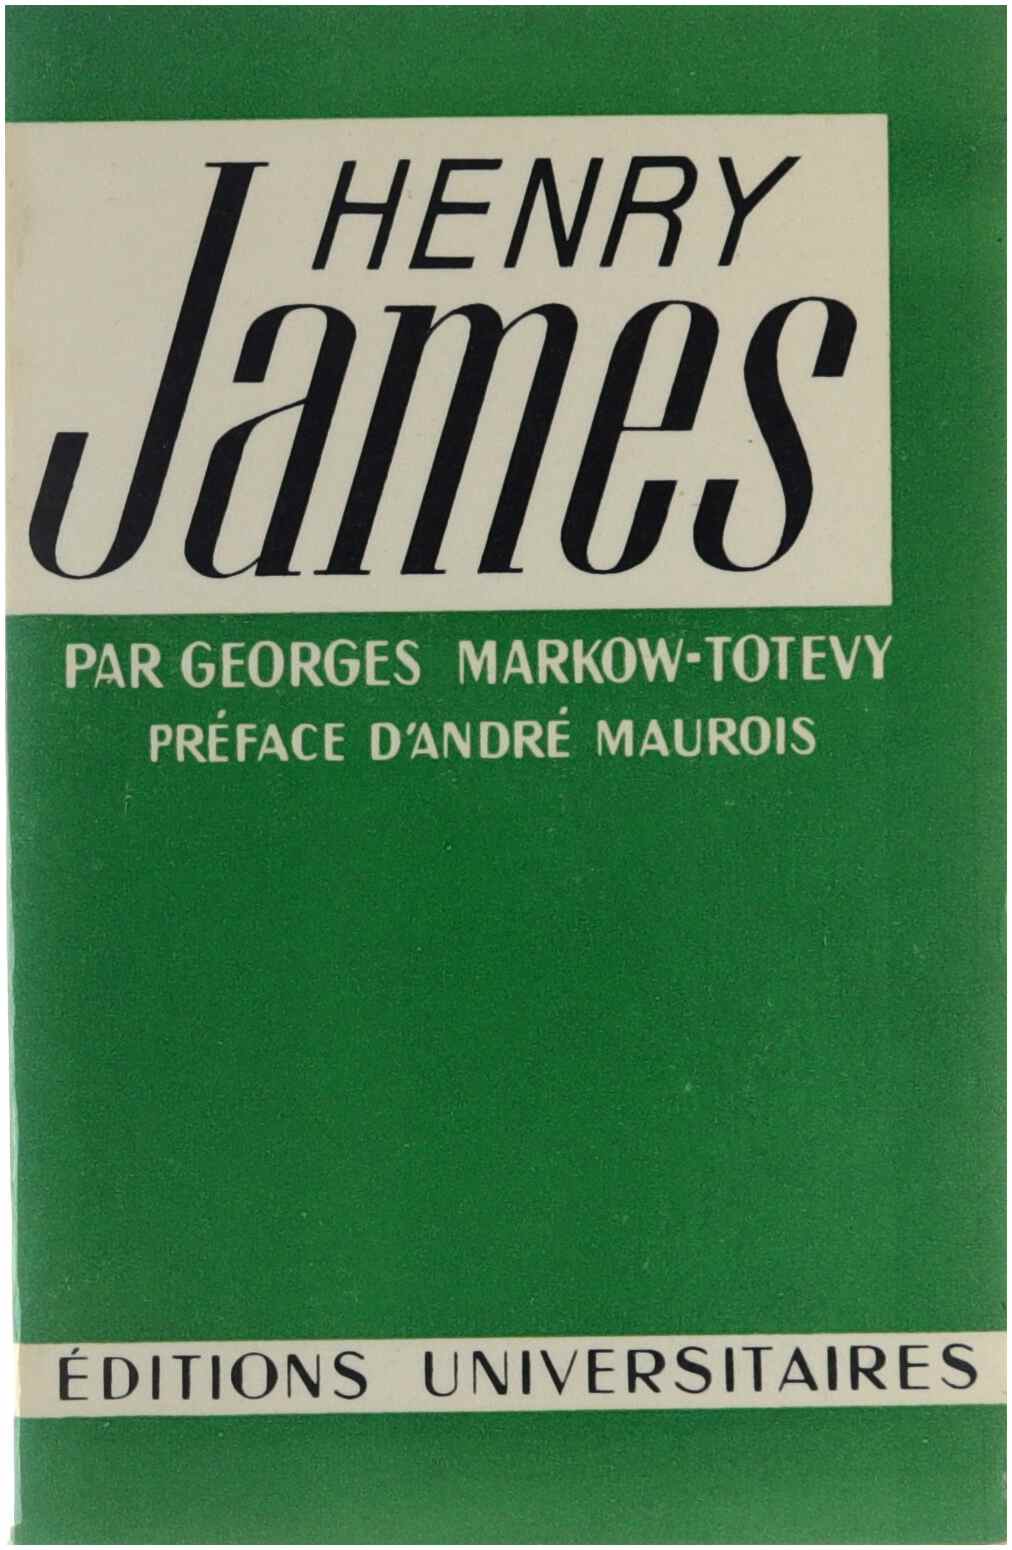 HENRY
James
PAR GEORGES MARKOW-TOTEVY
PRÉFACE D'ANDRÉ MAUROIS
ÉDITIONS UNIVERSITAIRES